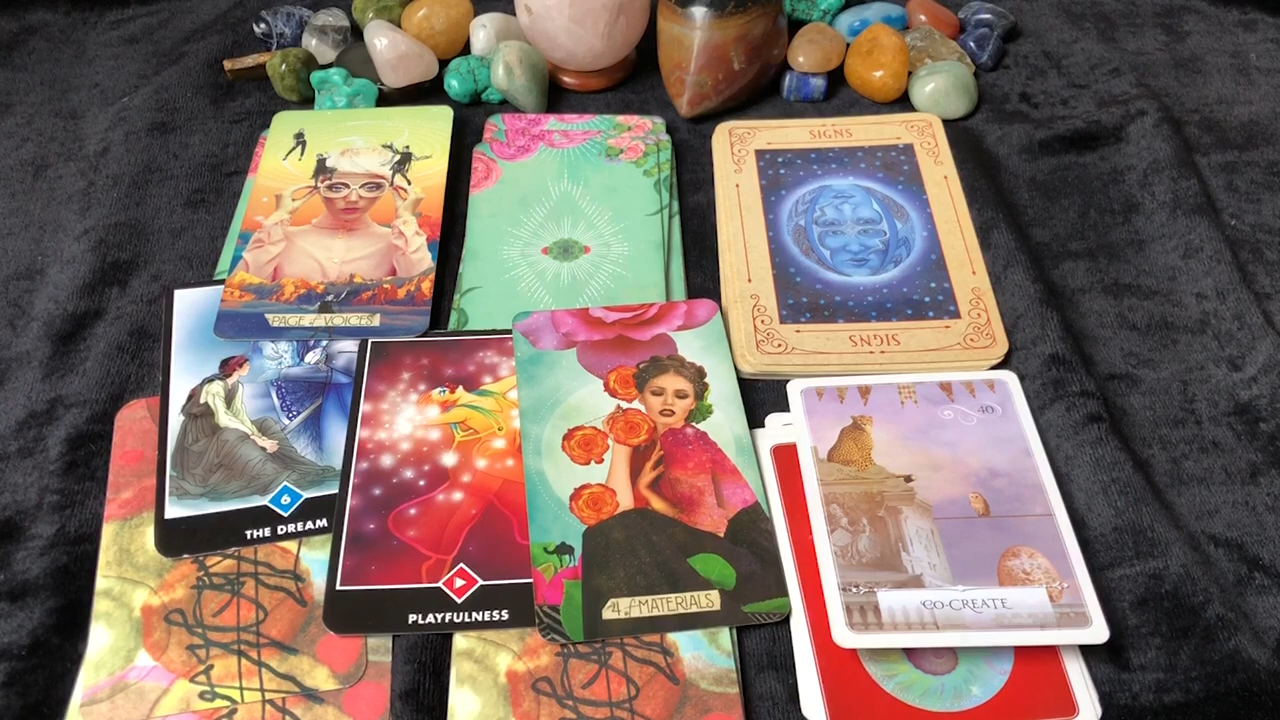 SIGNS
PAGE of VOICES
SIGNS
40
6
THE DREAM
4 of MATERIALS
CO-CREATE
PLAYFULNESS